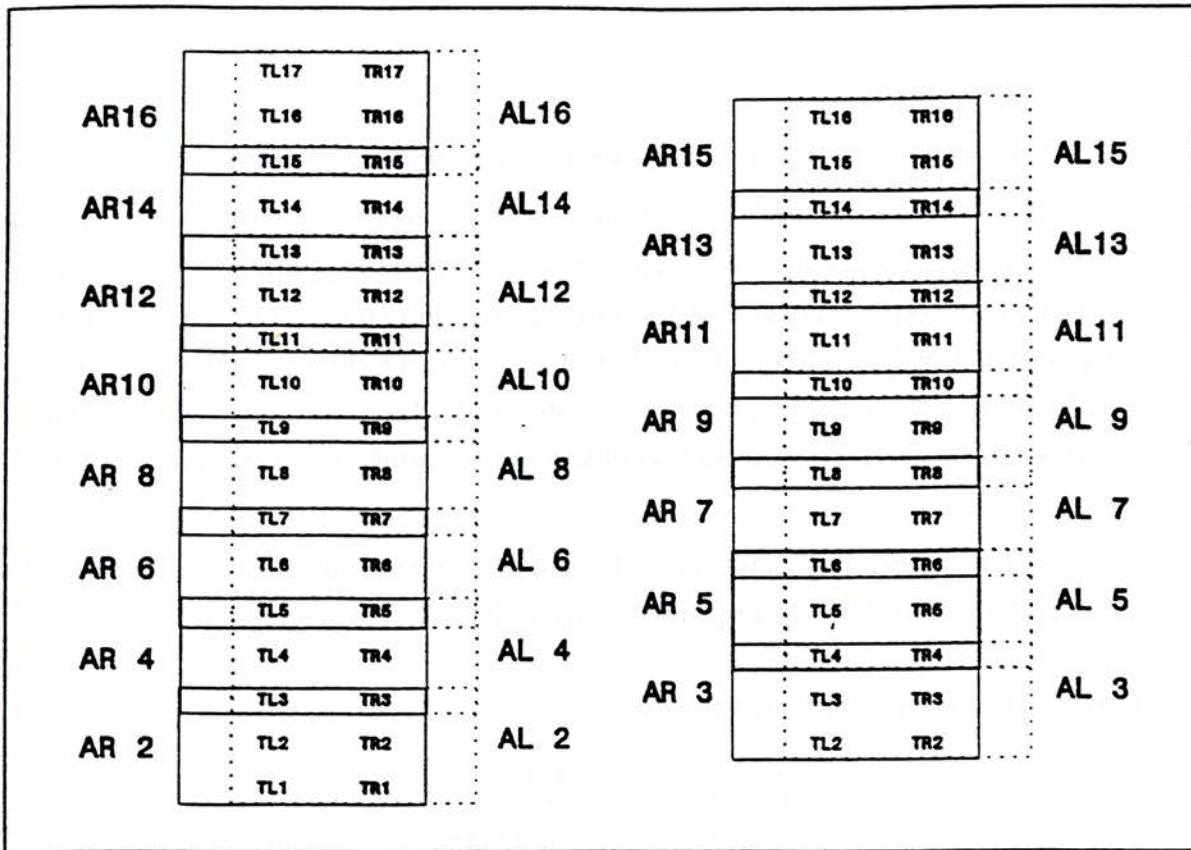 TL17 TR17
AR16 TL16 TR16 AL16
TL15 TR15
AR14 TL14 TR14 AL14
TL13 TR13
AR12 TL12 TR12 AL12
TL11 TR11
AR10 TL10 TR10 AL10
TL9 TR9
AR 8 TL8 TR8 AL 8
TL7 TR7
AR 6 TL6 TR6 AL 6
TL5 TR5
AR 4 TL4 TR4 AL 4
TL3 TR3
AR 2 TL2 TR2 AL 2
TL1 TR1
TL16 TR16
AR15 TL15 TR15 AL15
TL14 TR14
AR13 TL13 TR13 AL13
TL12 TR12
AR11 TL11 TR11 AL11
TL10 TR10
AR 9 TL9 TR9 AL 9
TL8 TR8
AR 7 TL7 TR7 AL 7
TL6 TR6
AR 5 TL5 TR5 AL 5
TL4 TR4
AR 3 TL3 TR3 AL 3
TL2 TR2